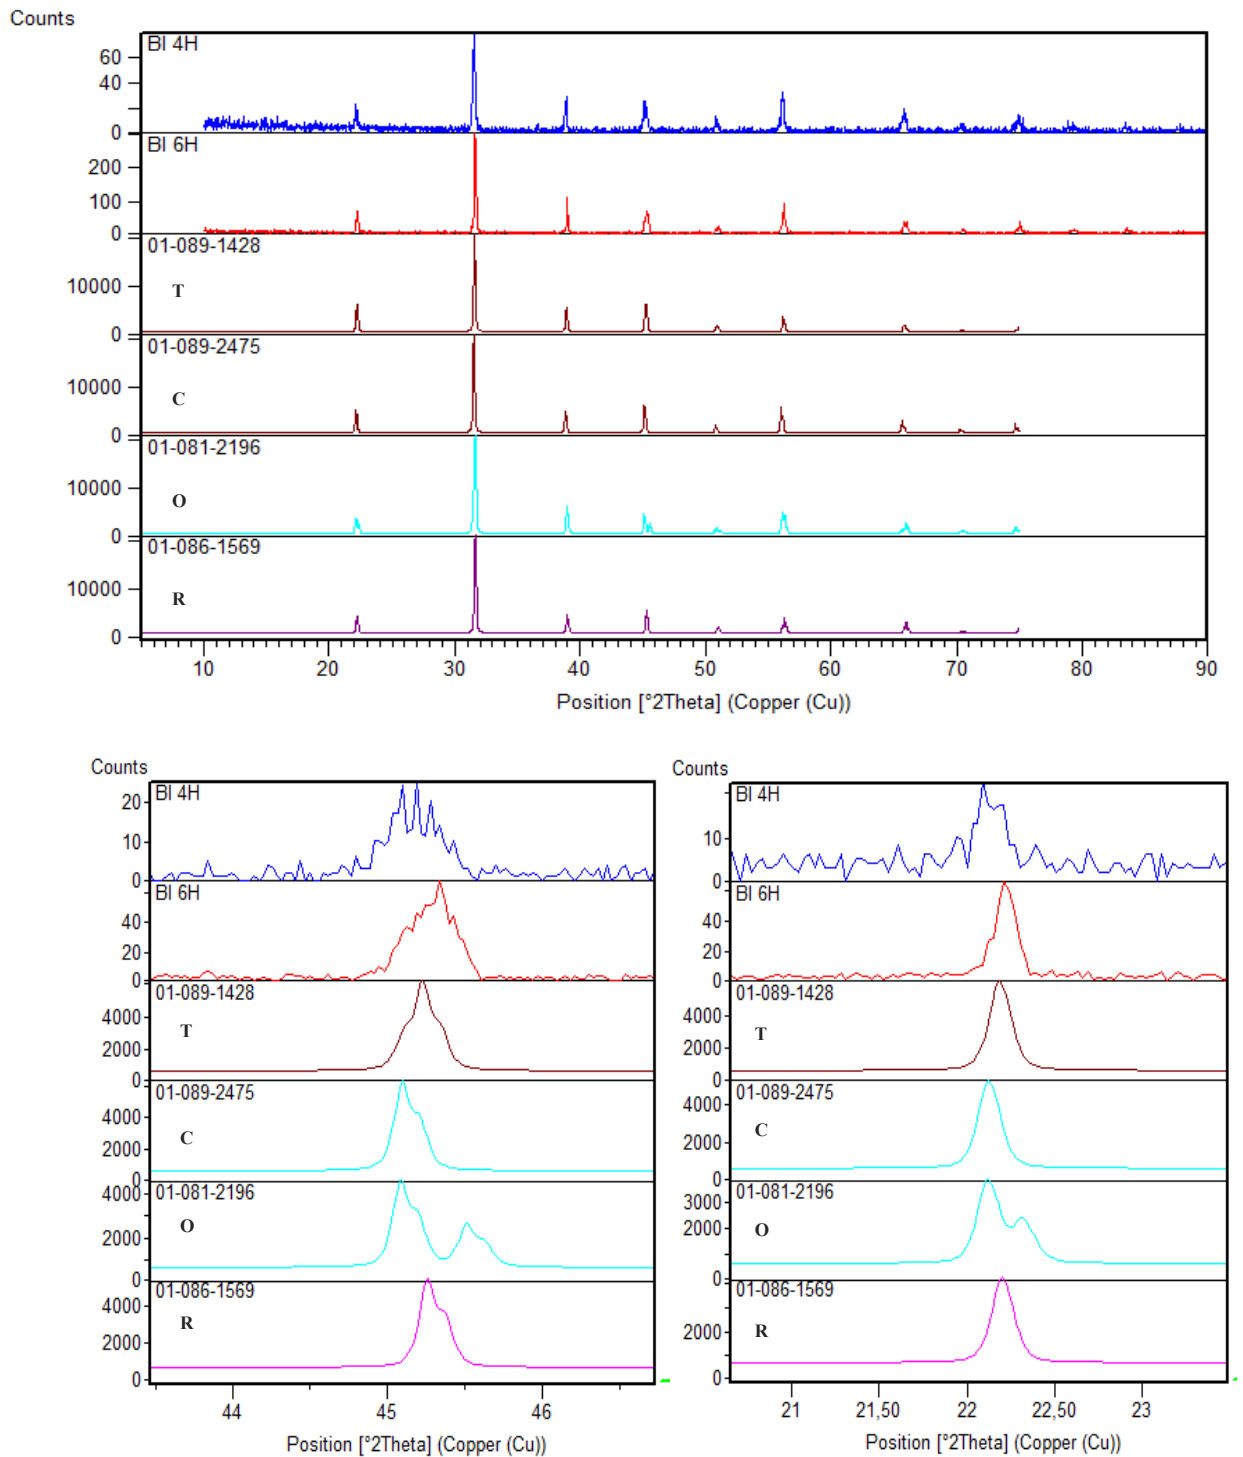 Counts
BI 4H
60
40
0
BI 6H
200
100
0
01-089-1428
T
10000
0
01-089-2475
C
10000
0
01-081-2196
O
10000
0
01-086-1569
R
10000
0
10 20 30 40 50 60 70 80 90
Position [°2Theta] (Copper (Cu))
Counts
BI 4H
20
10
0
BI 6H
40
20
0
01-089-1428
T
4000
2000
0
01-089-2475
C
4000
2000
0
01-081-2196
O
4000
2000
0
01-086-1569
R
4000
2000
0
44 45 46
Position [°2Theta] (Copper (Cu))
Counts
BI 4H
10
0
BI 6H
40
20
0
01-089-1428
T
4000
2000
0
01-089-2475
C
4000
2000
0
01-081-2196
O
3000
2000
0
01-086-1569
R
2000
0
21 21,50 22 22,50 23
Position [°2Theta] (Copper (Cu))